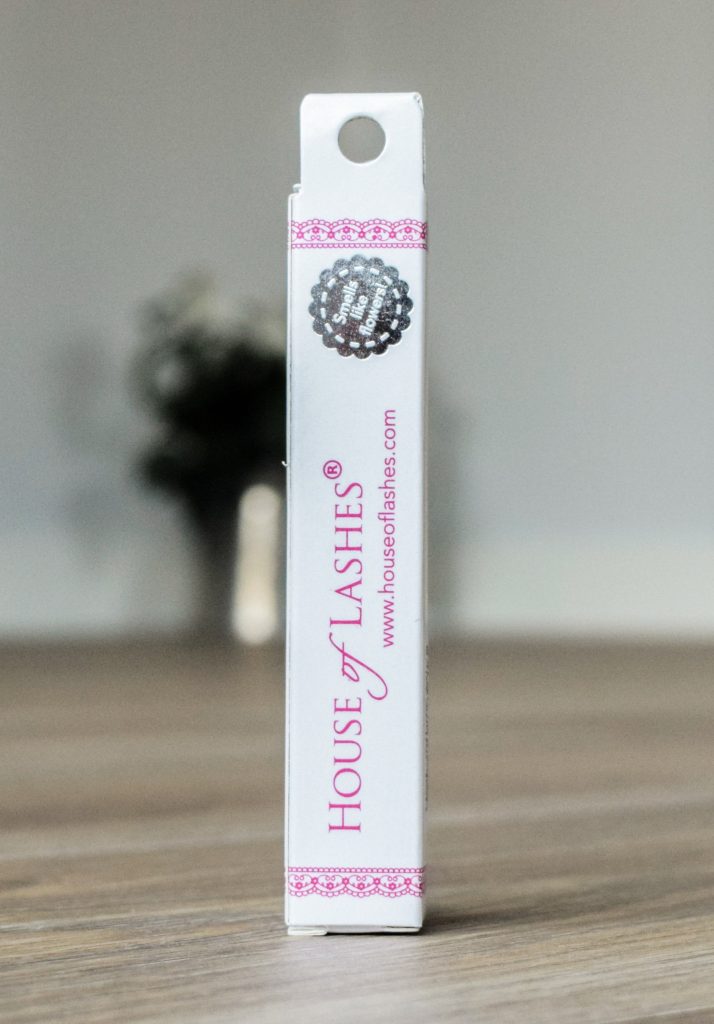 Smells
like
flowers!
HOUSE of LASHES®
www.houseoflashes.com